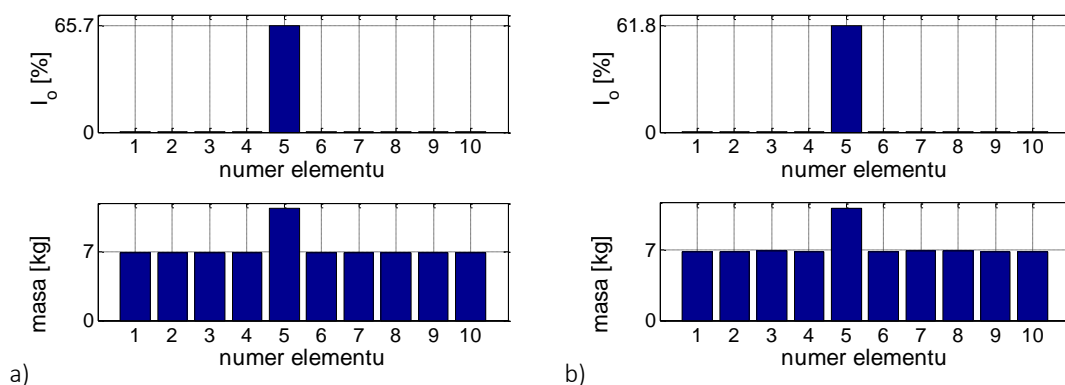 65.7
I_o [%]
0
1 2 3 4 5 6 7 8 9 10
numer elementu
7
masa [kg]
0
1 2 3 4 5 6 7 8 9 10
numer elementu
a)
61.8
I_o [%]
0
1 2 3 4 5 6 7 8 9 10
numer elementu
7
masa [kg]
0
1 2 3 4 5 6 7 8 9 10
numer elementu
b)